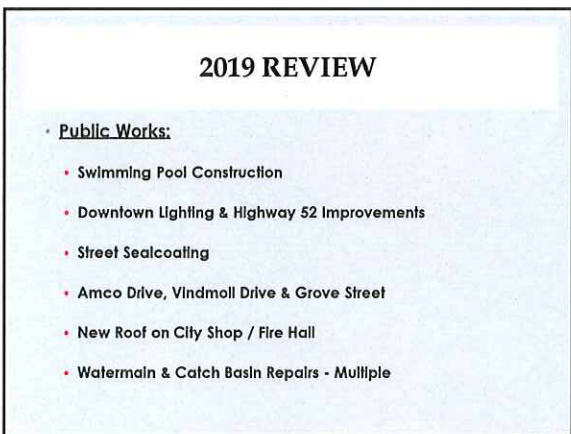 2019 REVIEW
• Public Works:
• Swimming Pool Construction
• Downtown Lighting & Highway 52 Improvements
• Street Sealcoating
• Amco Drive, Vindmoll Drive & Grove Street
• New Roof on City Shop / Fire Hall
• Watermain & Catch Basin Repairs - Multiple